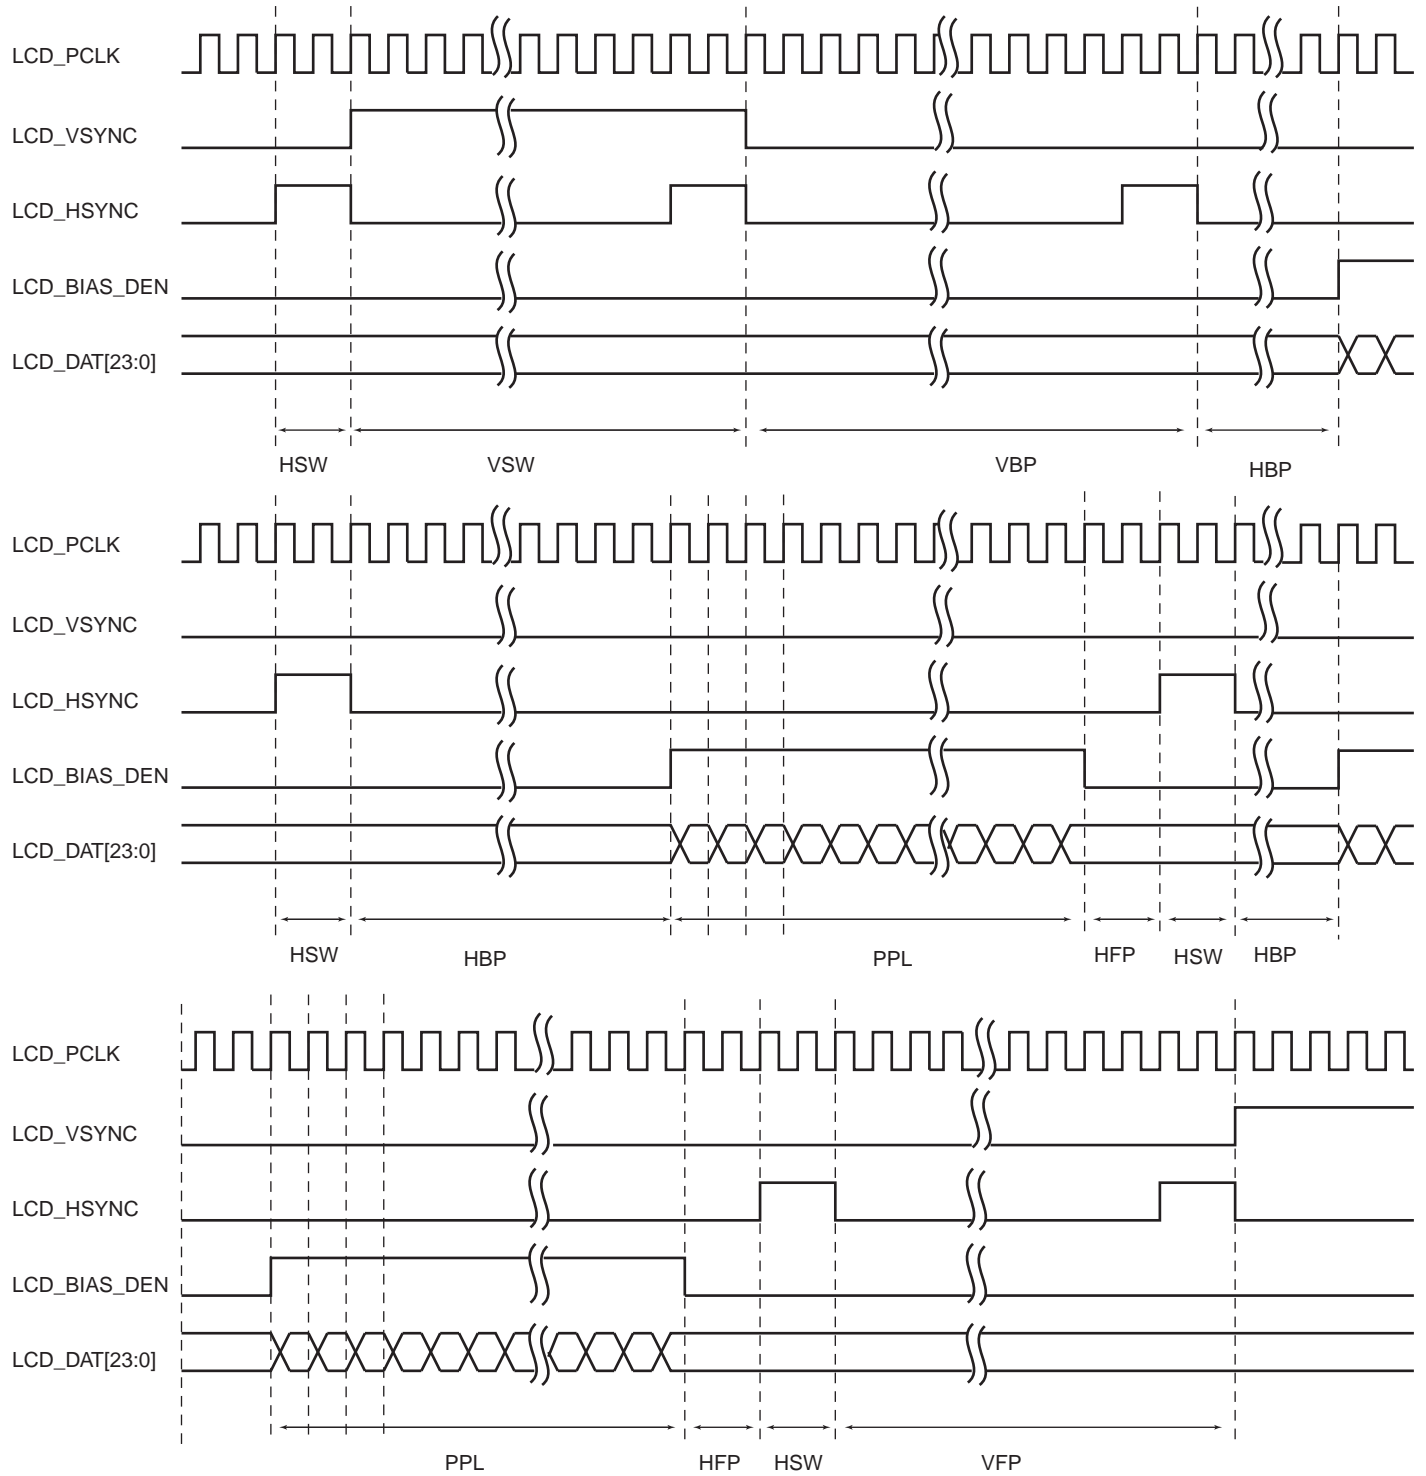 LCD_PCLK
LCD_VSYNC
LCD_HSYNC
LCD_BIAS_DEN
LCD_DAT[23:0]
HSW VSW VBP HBP
LCD_PCLK
LCD_VSYNC
LCD_HSYNC
LCD_BIAS_DEN
LCD_DAT[23:0]
HSW HBP PPL HFP HSW HBP
LCD_PCLK
LCD_VSYNC
LCD_HSYNC
LCD_BIAS_DEN
LCD_DAT[23:0]
PPL HFP HSW VFP